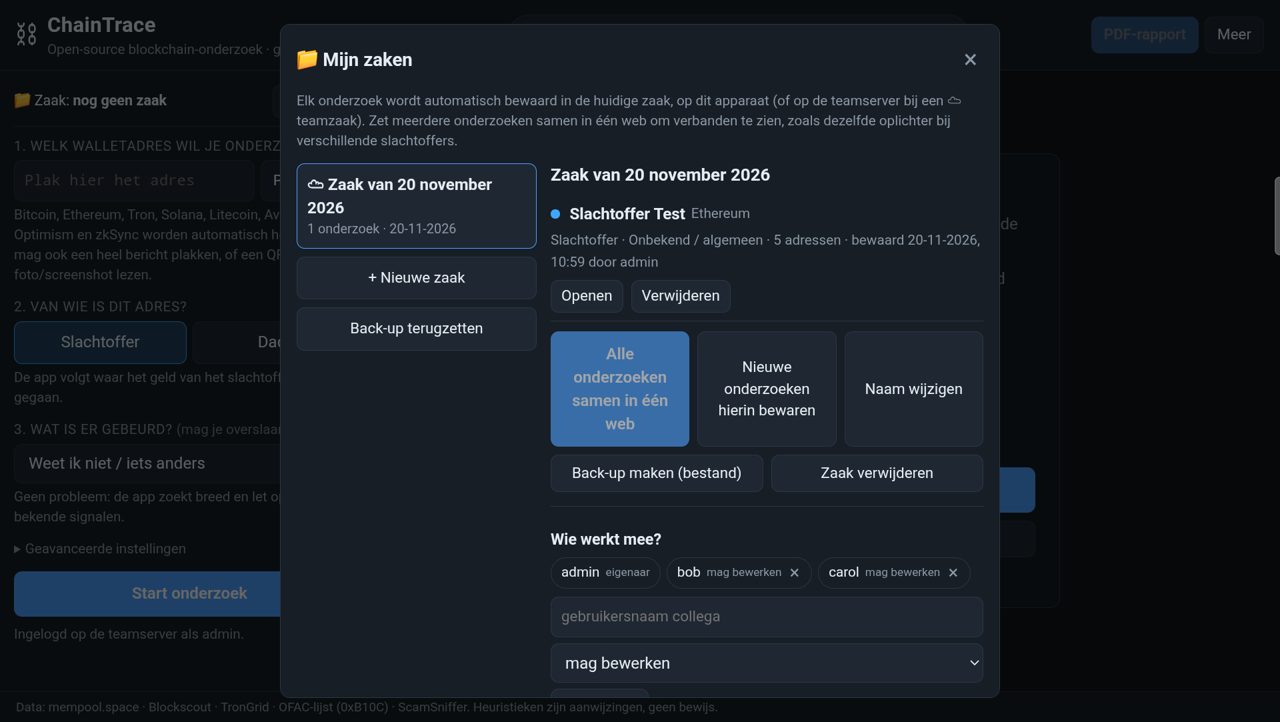 ChainTrace
Open-source blockchain-onderzoek · g
PDF-rapport
Meer
📁 Zaak: nog geen zaak
1. WELK WALLETADRES WIL JE ONDERZ
Plak hier het adres
Bitcoin, Ethereum, Tron, Solana, Litecoin, Av
Optimism en zkSync worden automatisch h
mag ook een heel bericht plakken, of een QR
foto/screenshot lezen.
2. VAN WIE IS DIT ADRES?
Slachtoffer
Dad
De app volgt waar het geld van het slachtoff
gegaan.
3. WAT IS ER GEBEURD? (mag je overslaan
Weet ik niet / iets anders
Geen probleem: de app zoekt breed en let op
bekende signalen.
▸ Geavanceerde instellingen
Start onderzoek
Ingelogd op de teamserver als admin.
📁 Mijn zaken
×
Elk onderzoek wordt automatisch bewaard in de huidige zaak, op dit apparaat (of op de teamserver bij een ☁
teamzaak). Zet meerdere onderzoeken samen in één web om verbanden te zien, zoals dezelfde oplichter bij
verschillende slachtoffers.
☁ Zaak van 20 november
2026
1 onderzoek · 20-11-2026
+ Nieuwe zaak
Back-up terugzetten
Zaak van 20 november 2026
Slachtoffer Test Ethereum
Slachtoffer · Onbekend / algemeen · 5 adressen · bewaard 20-11-2026,
10:59 door admin
Openen
Verwijderen
Alle
onderzoeken
samen in één
web
Nieuwe
onderzoeken
hierin bewaren
Naam wijzigen
Back-up maken (bestand)
Zaak verwijderen
Wie werkt mee?
admin eigenaar
bob mag bewerken ×
carol mag bewerken ×
gebruikersnaam collega
mag bewerken
de
d
Data: mempool.space · Blockscout · TronGrid · OFAC-lijst (0xB10C) · ScamSniffer. Heuristieken zijn aanwijzingen, geen bewijs.